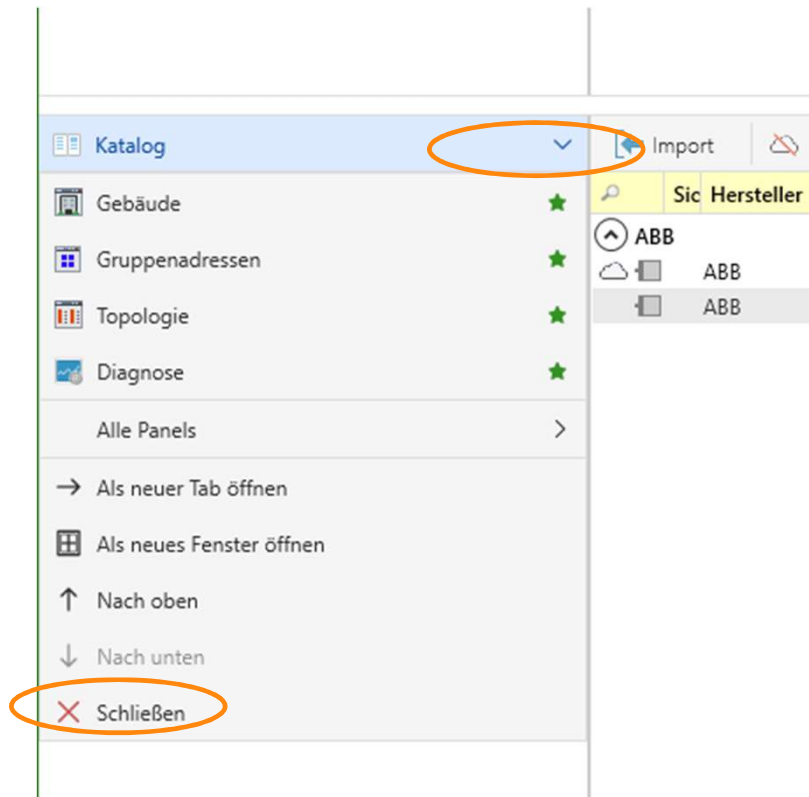 Katalog
Import
Sic Hersteller
Gebäude
ABB
Gruppenadressen
ABB
Topologie
ABB
Diagnose
Alle Panels
Als neuer Tab öffnen
Als neues Fenster öffnen
Nach oben
Nach unten
Schließen